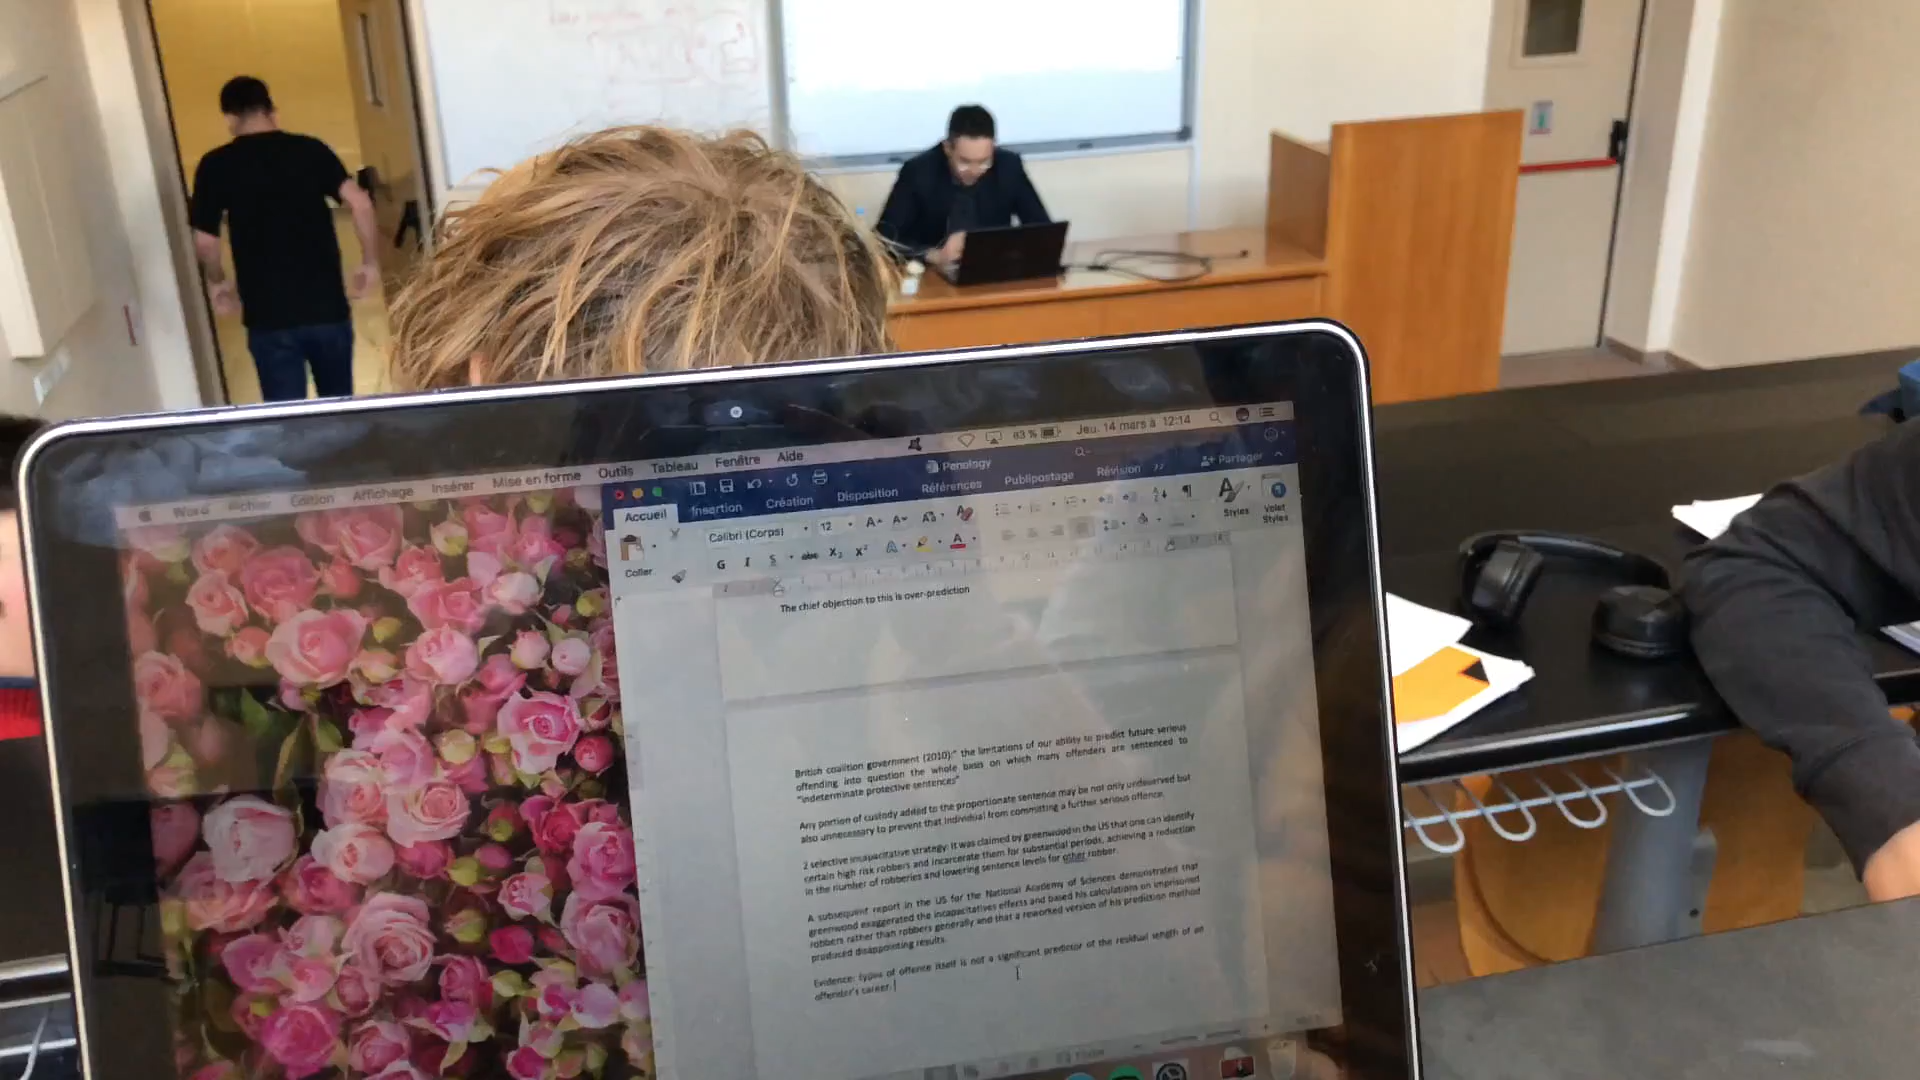 Word Fichier Édition Affichage Insérer Mise en forme Outils Tableau Fenêtre Aide 83 % Jeu. 14 mars à 12:14
Penology
Accueil Insertion Création Disposition Références Publipostage Révision Partager
Coller
Calibri (Corps) 12
G I S abc X₂ X²
Styles
Volet Styles
The chief objection to this is over-prediction
British coalition government (2010):" the limitations of our ability to predict future serious
offending into question the whole basis on which many offenders are sentenced to
"indeterminate protective sentences"
Any portion of custody added to the proportionate sentence may be not only undeserved but
also unnecessary to prevent that individual from committing a further serious offence.
2 selective incapacitative strategy: it was claimed by greenwood in the US that one can identify
certain high risk robbers and incarcerate them for substantial periods, achieving a reduction
in the number of robberies and lowering sentence levels for other robber.
A subsequent report in the US for the National Academy of Sciences demonstrated that
greenwood exaggerated the incapacitatives effects and based his calculations on imprisoned
robbers rather than robbers generally and that a reworked version of his prediction method
produced disappointing results.
Evidence: types of offence itself is not a significant predictor of the residual length of an
offender's career.